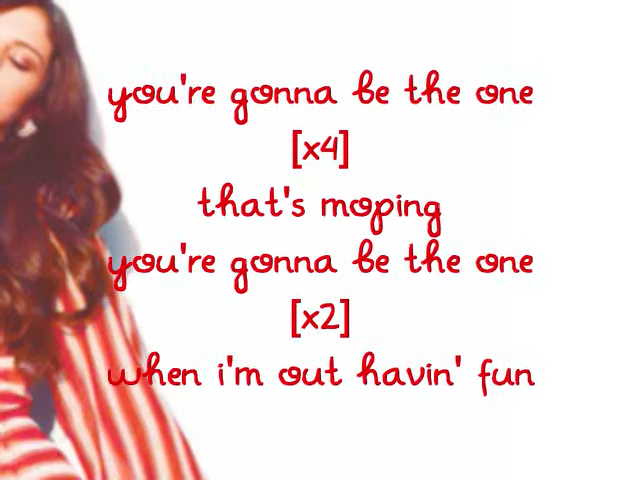 you're gonna be the one
[x4]
that's moping
you're gonna be the one
[x2]
when i'm out havin' fun